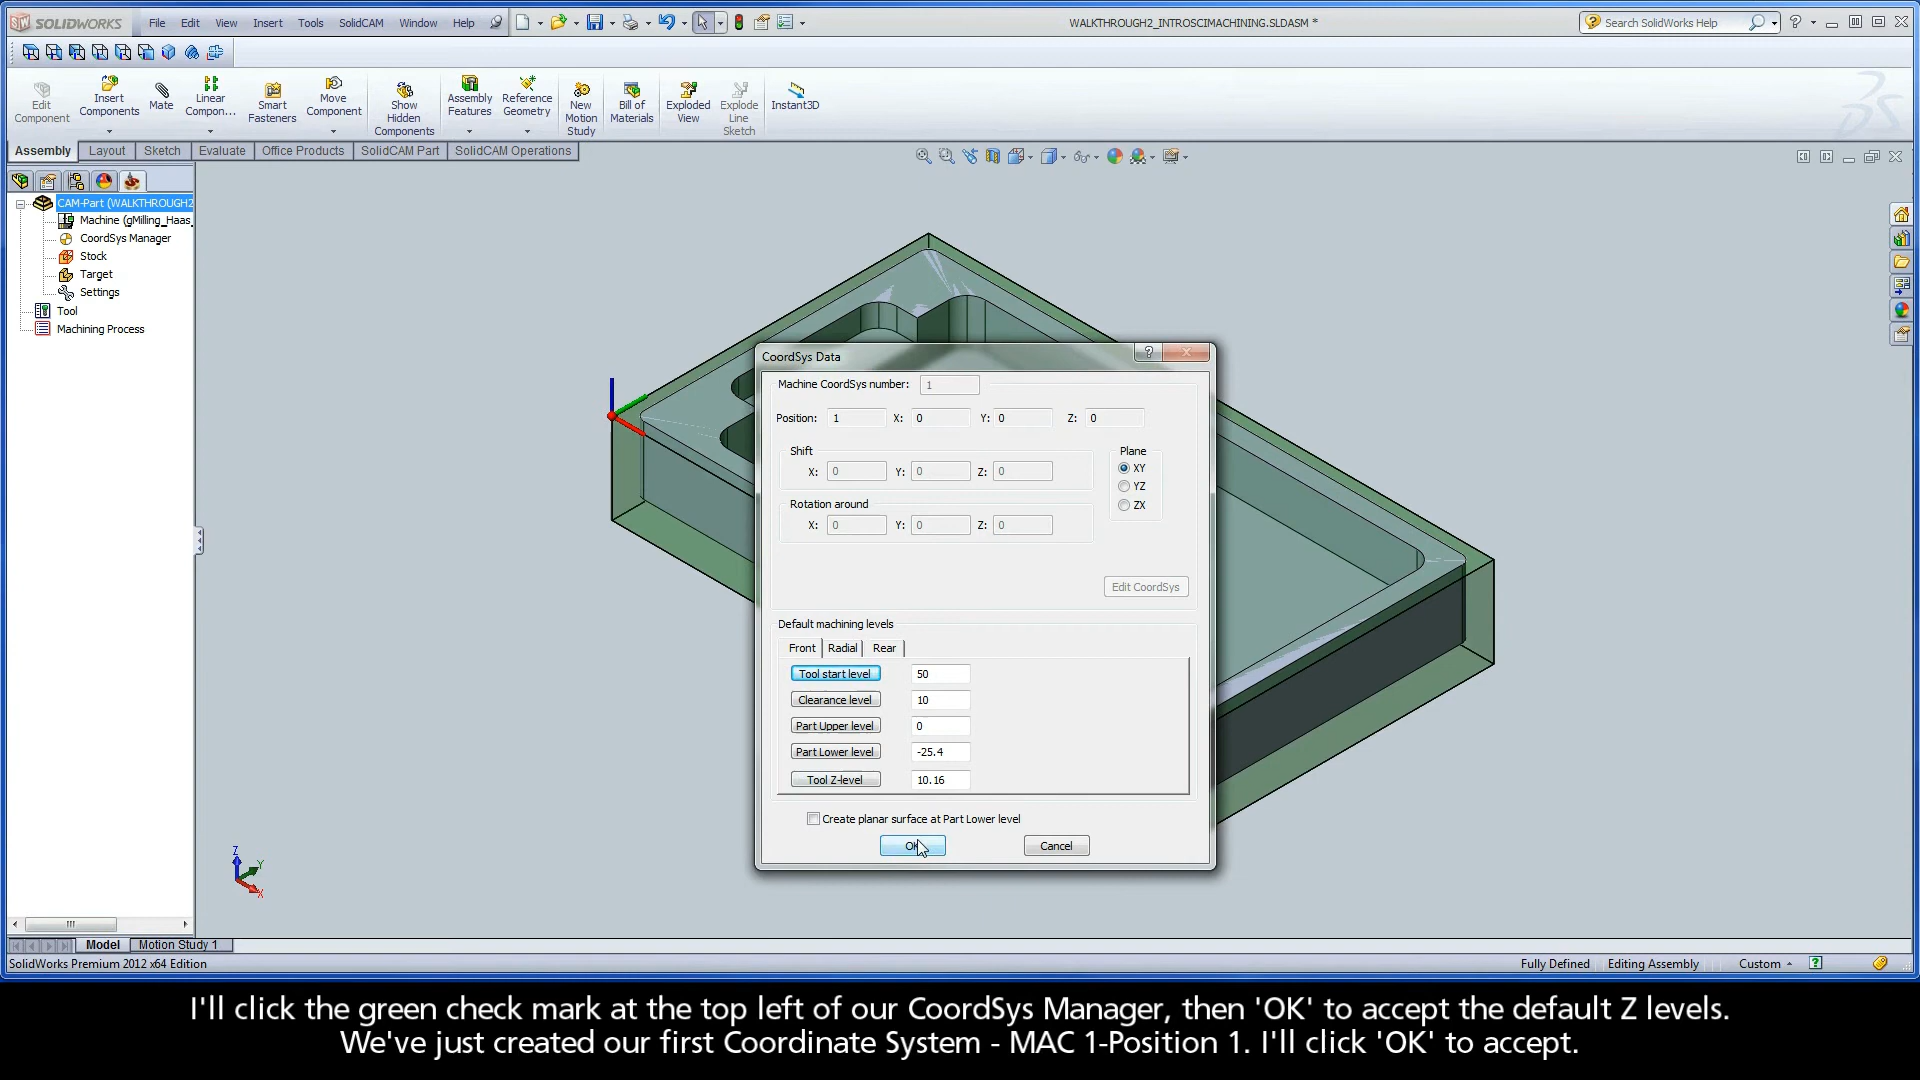 SOLIDWORKS File Edit View Insert Tools SolidCAM Window Help WALKTHROUGH2_INTROSCIMACHINING.SLDASM * Search SolidWorks Help
Edit Component
Insert Components
Mate
Linear Compon...
Smart Fasteners
Move Component
Show Hidden Components
Assembly Features
Reference Geometry
New Motion Study
Bill of Materials
Exploded View
Explode Line Sketch
Instant3D
Assembly Layout Sketch Evaluate Office Products SolidCAM Part SolidCAM Operations
CAM-Part (WALKTHROUGH2
Machine (gMilling_Haas_
CoordSys Manager
Stock
Target
Settings
Tool
Machining Process
CoordSys Data
Machine CoordSys number: 1
Position: 1 X: 0 Y: 0 Z: 0
Shift
X: 0 Y: 0 Z: 0
Plane
XY
YZ
ZX
Rotation around
X: 0 Y: 0 Z: 0
Edit CoordSys
Default machining levels
Front Radial Rear
Tool start level 50
Clearance level 10
Part Upper level 0
Part Lower level -25.4
Tool Z-level 10.16
Create planar surface at Part Lower level
OK Cancel
Z
Y
X
Model Motion Study 1
SolidWorks Premium 2012 x64 Edition Fully Defined Editing Assembly Custom
I'll click the green check mark at the top left of our CoordSys Manager, then 'OK' to accept the default Z levels.
We've just created our first Coordinate System - MAC 1-Position 1. I'll click 'OK' to accept.